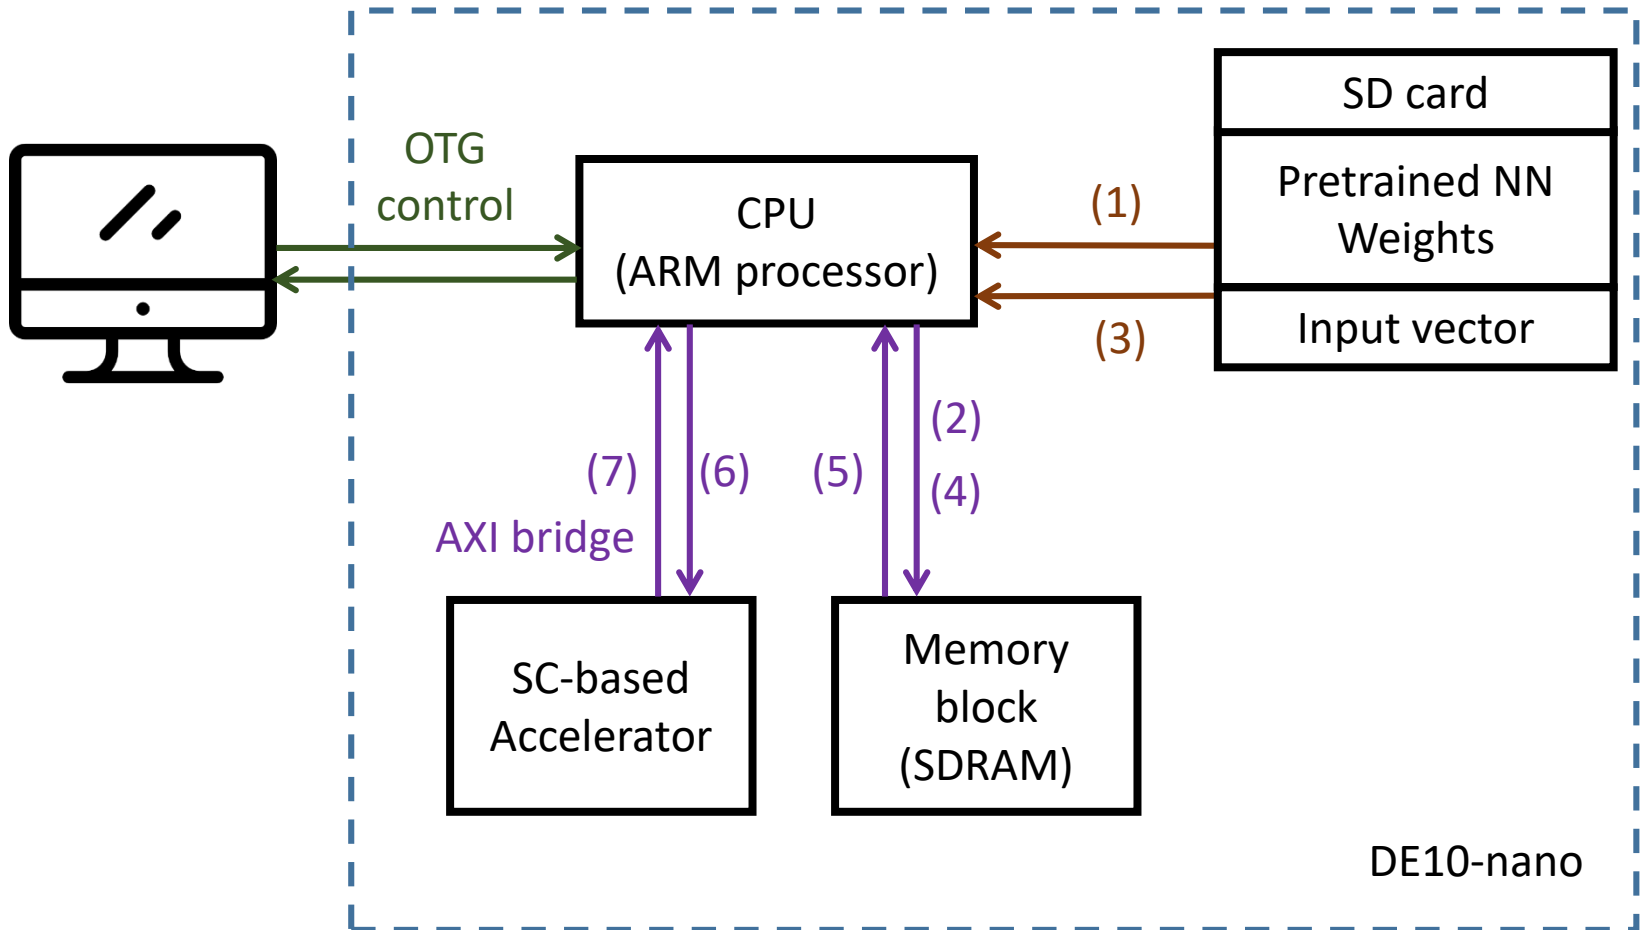 OTG
control
CPU
(ARM processor)
(1)
(3)
SD card
Pretrained NN
Weights
Input vector
(7)
(6)
(5)
(2)
(4)
AXI bridge
SC-based
Accelerator
Memory
block
(SDRAM)
DE10-nano